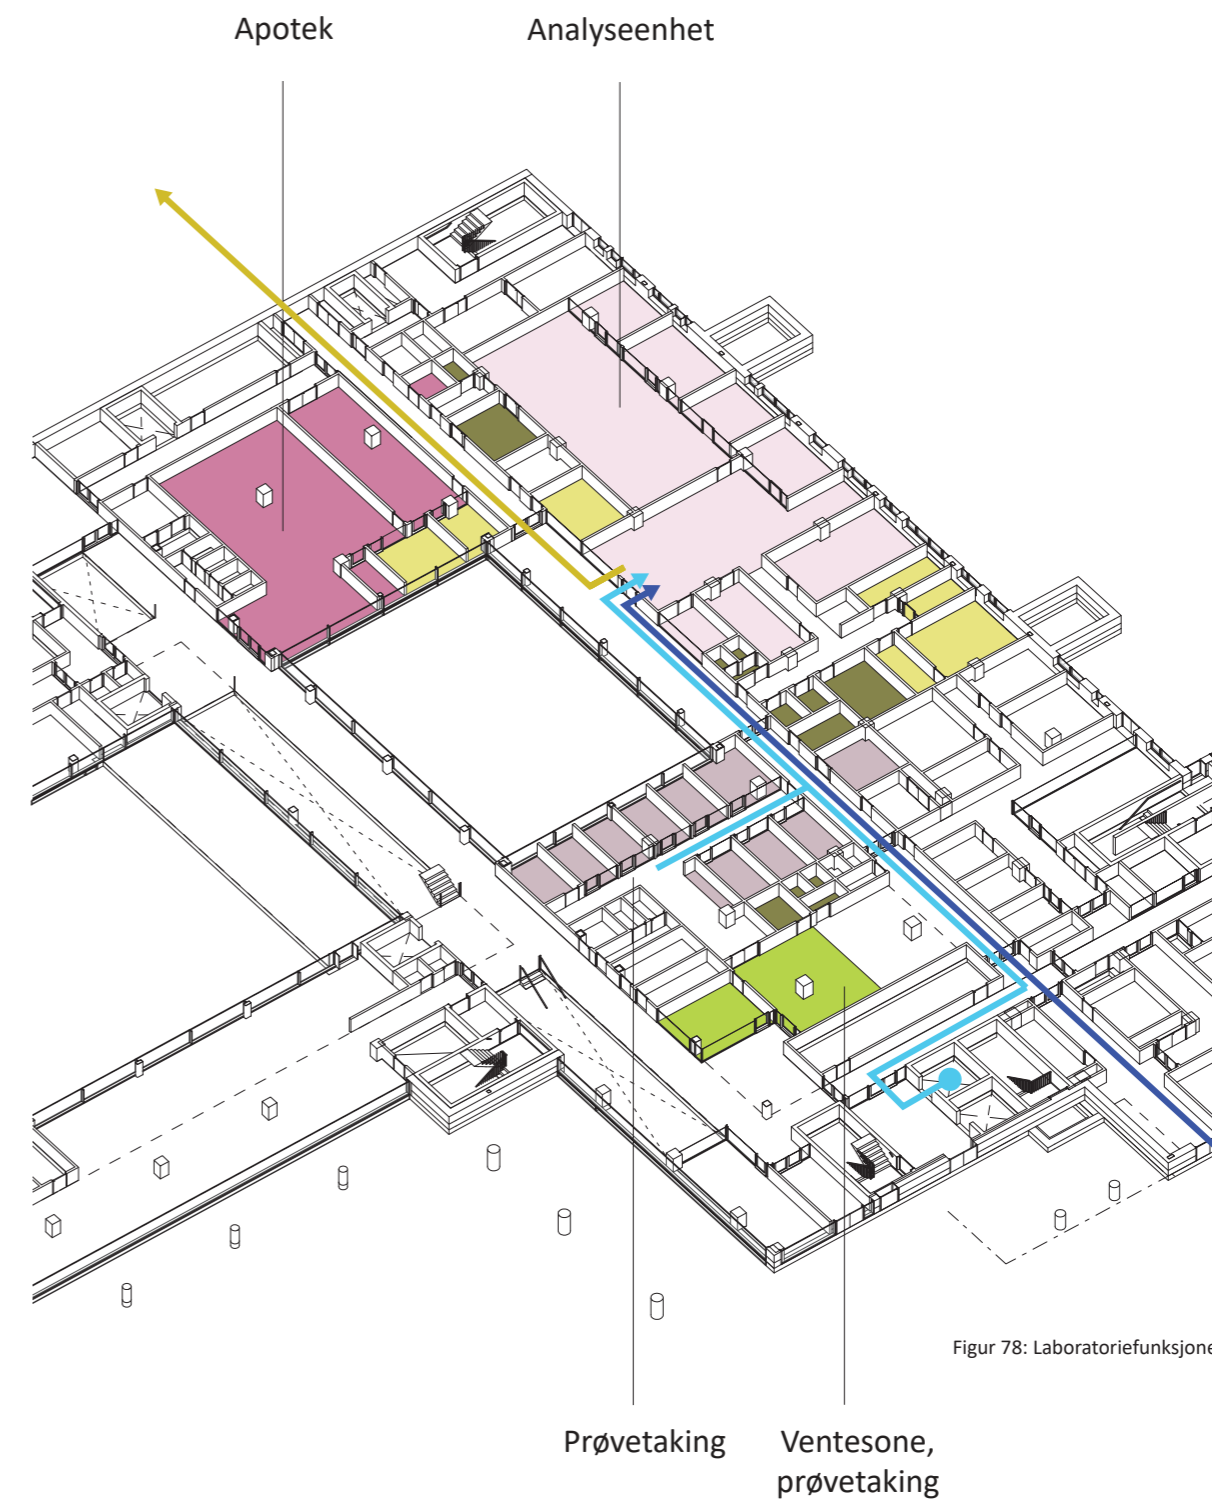 Apotek
Analyseenhet
Figur 78: Laboratoriefunksjone
Prøvetaking
Ventesone,
prøvetaking